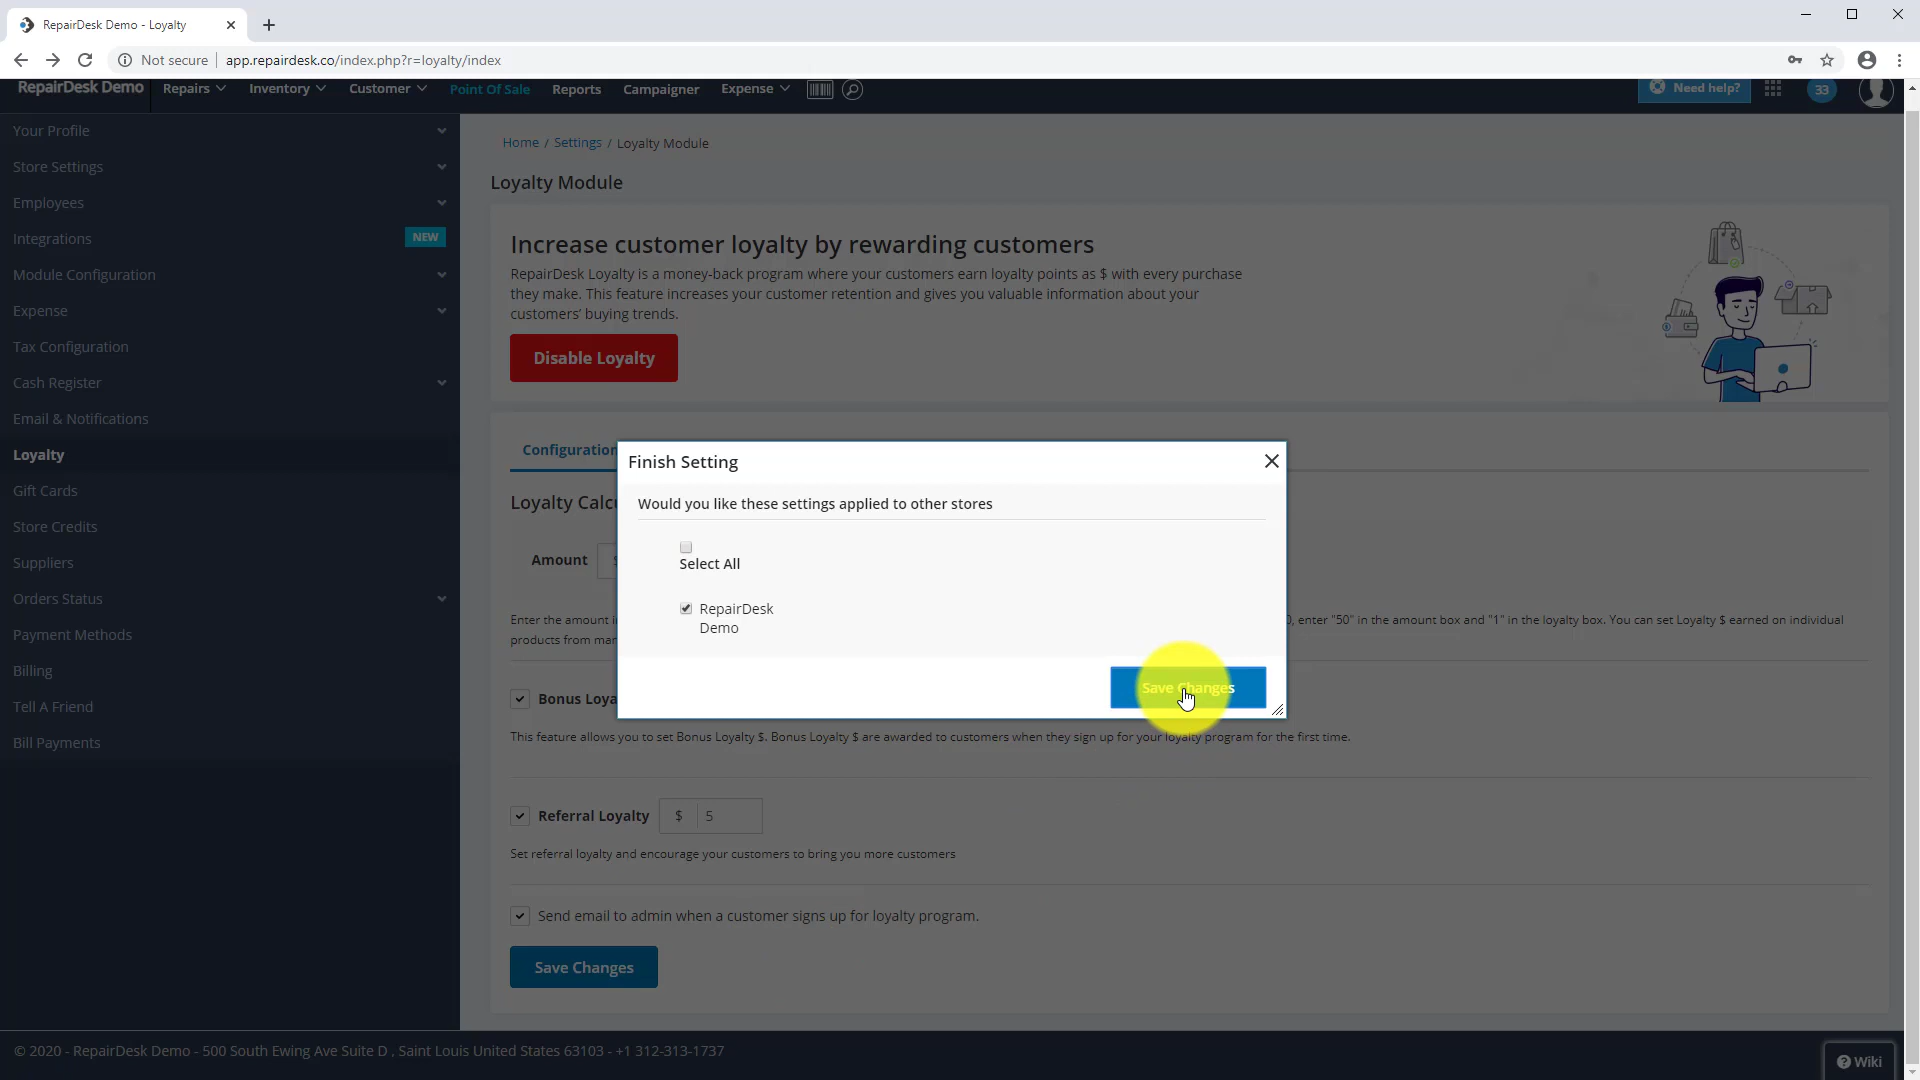 RepairDesk Demo - Loyalty
Not secure app.repairdesk.co/index.php?r=loyalty/index
RepairDesk Demo Repairs Inventory Customer Point Of Sale Reports Campaigner Expense Need help? 33
Your Profile
Store Settings
Employees
Integrations NEW
Module Configuration
Expense
Tax Configuration
Cash Register
Email & Notifications
Loyalty
Gift Cards
Store Credits
Suppliers
Orders Status
Payment Methods
Billing
Tell A Friend
Bill Payments
Home / Settings / Loyalty Module
Loyalty Module
Increase customer loyalty by rewarding customers
RepairDesk Loyalty is a money-back program where your customers earn loyalty points as $ with every purchase
they make. This feature increases your customer retention and gives you valuable information about your
customers' buying trends.
Disable Loyalty
Configuration
Loyalty Calc
Amount
Enter the amount i
0, enter "50" in the amount box and "1" in the loyalty box. You can set Loyalty $ earned on individual
products from ma
Finish Setting
Would you like these settings applied to other stores
Select All
RepairDesk
Demo
Save Changes
Bonus Loya
This feature allows you to set Bonus Loyalty $. Bonus Loyalty $ are awarded to customers when they sign up for your loyalty program for the first time.
Referral Loyalty $ 5
Set referral loyalty and encourage your customers to bring you more customers
Send email to admin when a customer signs up for loyalty program.
Save Changes
© 2020 - RepairDesk Demo - 500 South Ewing Ave Suite D , Saint Louis United States 63103 - +1 312-313-1737
Wiki